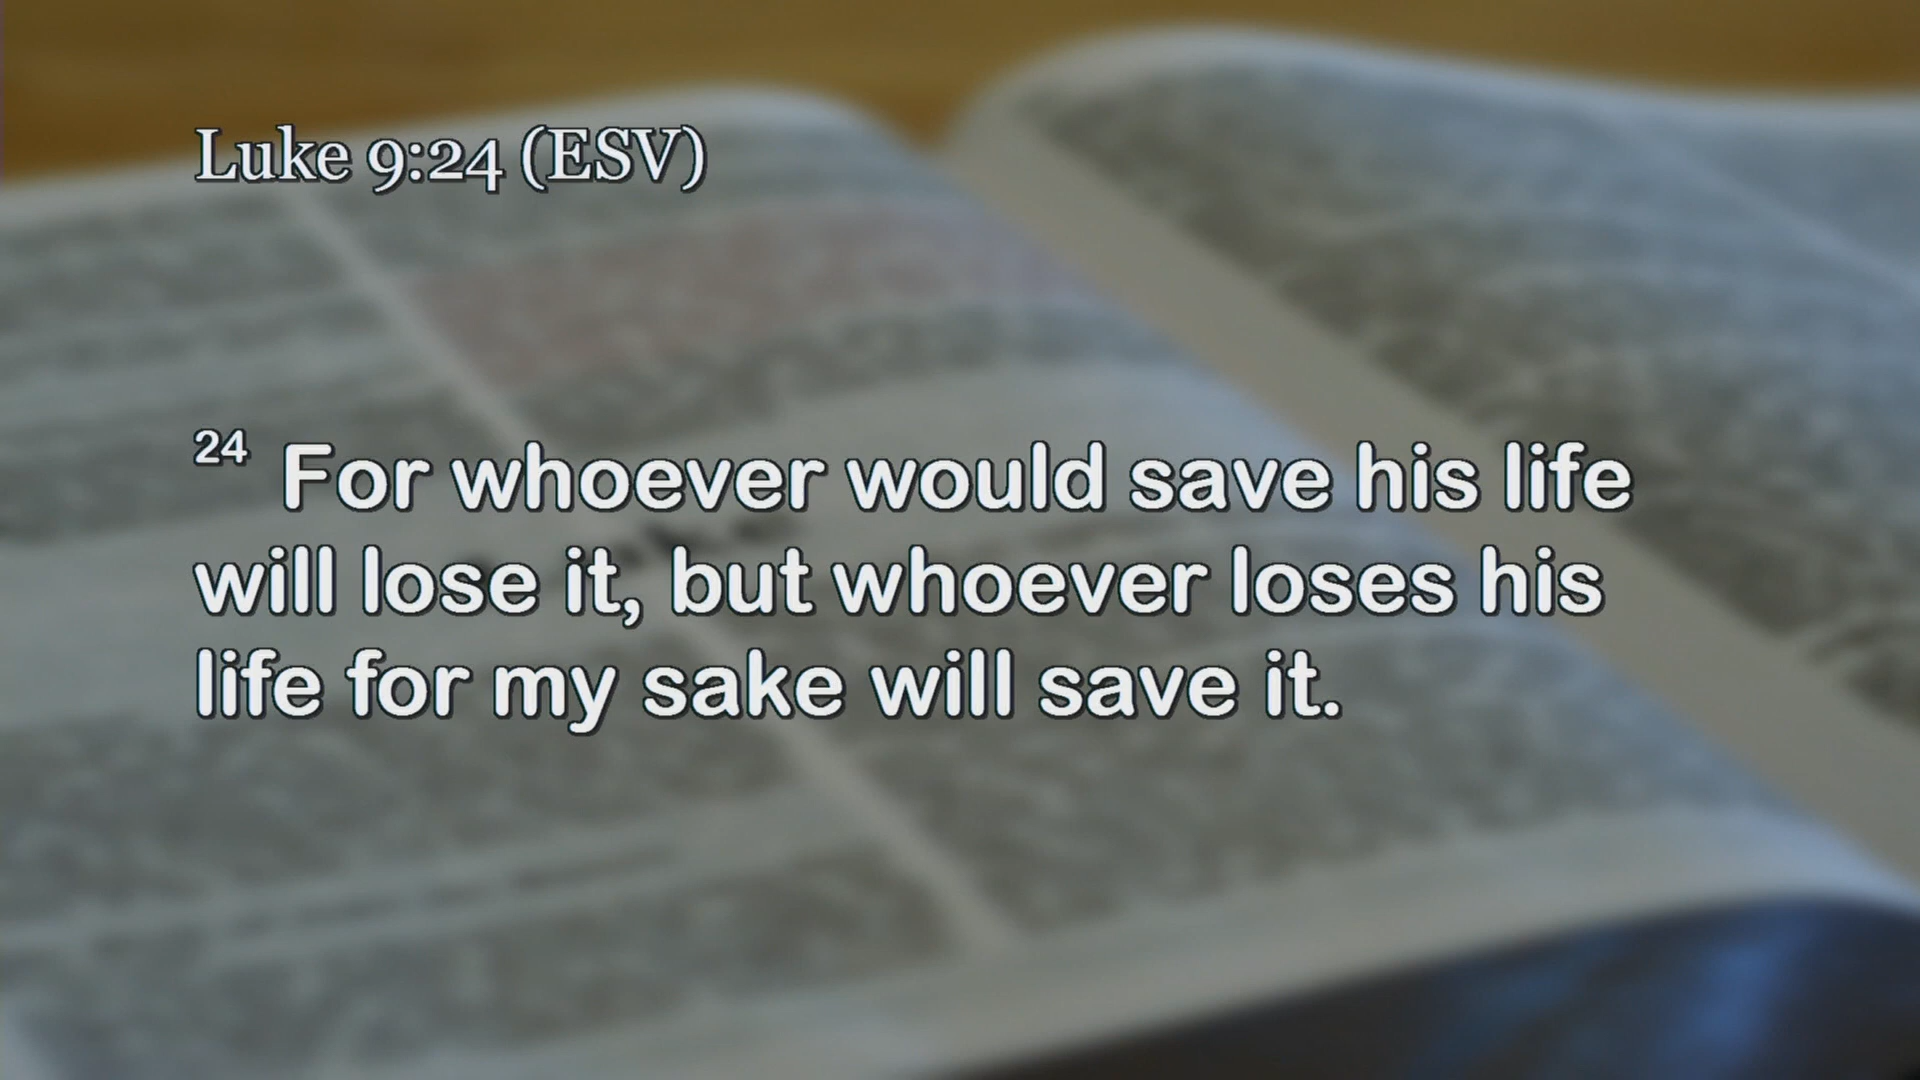 Luke 9:24 (ESV)
24 For whoever would save his life
will lose it, but whoever loses his
life for my sake will save it.